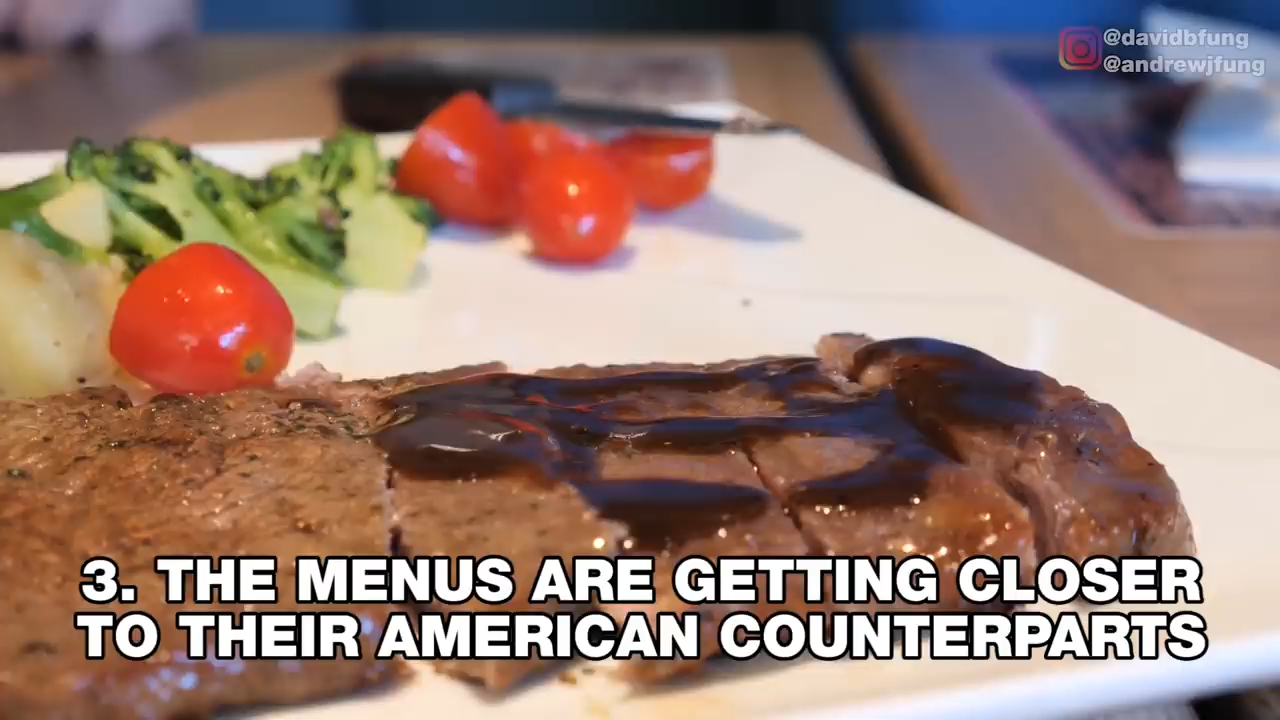 @davidbfung
@andrewjfung
3. THE MENUS ARE GETTING CLOSER
TO THEIR AMERICAN COUNTERPARTS